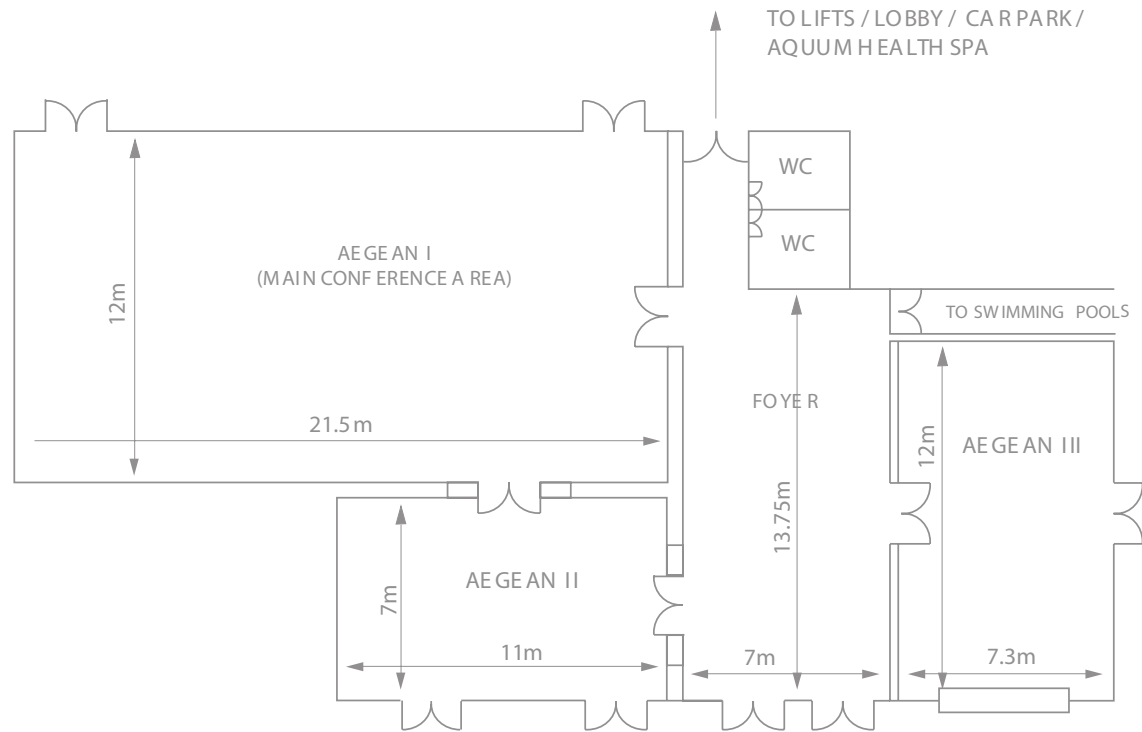 TO LIFTS / LOBBY / CAR PARK /
AQUUM HEALTH SPA
WC
WC
AEGEAN I
(MAIN CONFERENCE AREA)
12m
21.5m
TO SWIMMING POOLS
FOYER
13.75m
7m
12m
AEGEAN III
7.3m
AEGEAN II
7m
11m